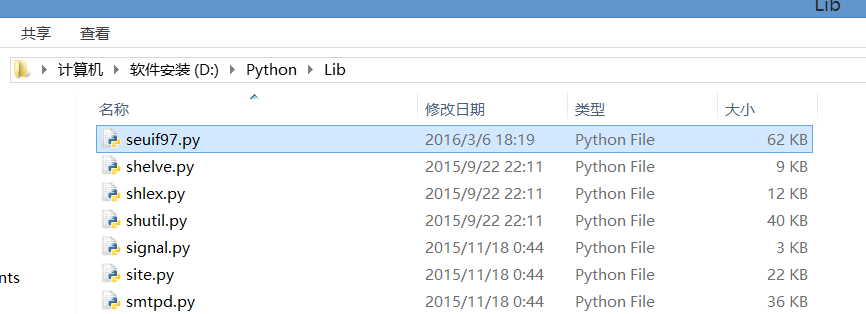 Lib
共享 查看
计算机 软件安装 (D:) Python Lib
名称 修改日期 类型 大小
seuif97.py 2016/3/6 18:19 Python File 62 KB
shelve.py 2015/9/22 22:11 Python File 9 KB
shlex.py 2015/9/22 22:11 Python File 12 KB
shutil.py 2015/9/22 22:11 Python File 40 KB
signal.py 2015/11/18 0:44 Python File 3 KB
nts site.py 2015/11/18 0:44 Python File 22 KB
smtpd.py 2015/11/18 0:44 Python File 36 KB